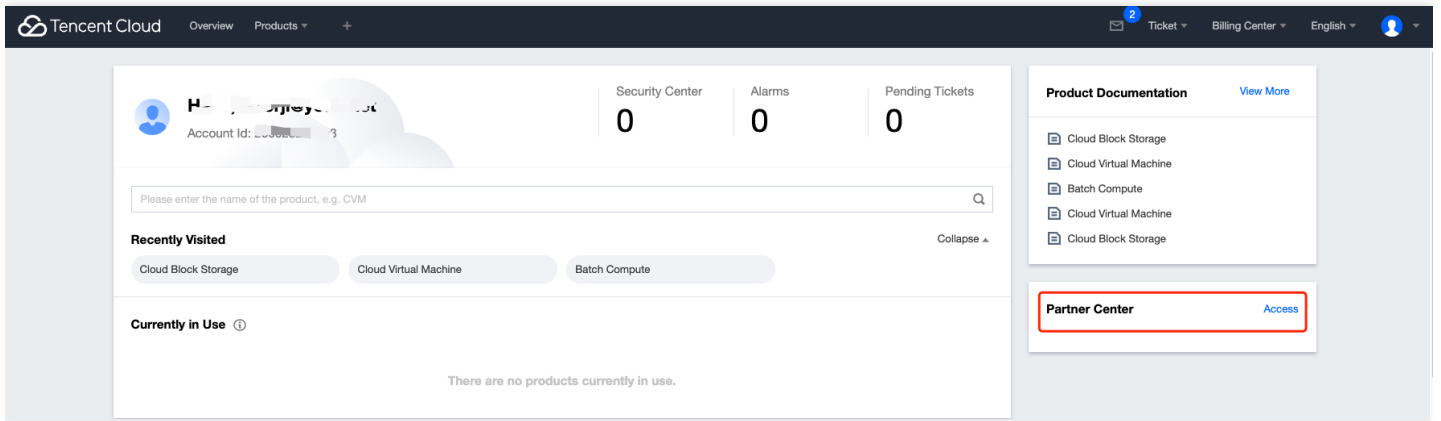 Tencent Cloud Overview Products + 2 Ticket Billing Center English
Security Center Alarms Pending Tickets
Account Id:
0 0 0
Please enter the name of the product, e.g. CVM
Recently Visited Collapse
Cloud Block Storage Cloud Virtual Machine Batch Compute
Currently in Use
There are no products currently in use.
Product Documentation View More
Cloud Block Storage
Cloud Virtual Machine
Batch Compute
Cloud Virtual Machine
Cloud Block Storage
Partner Center Access